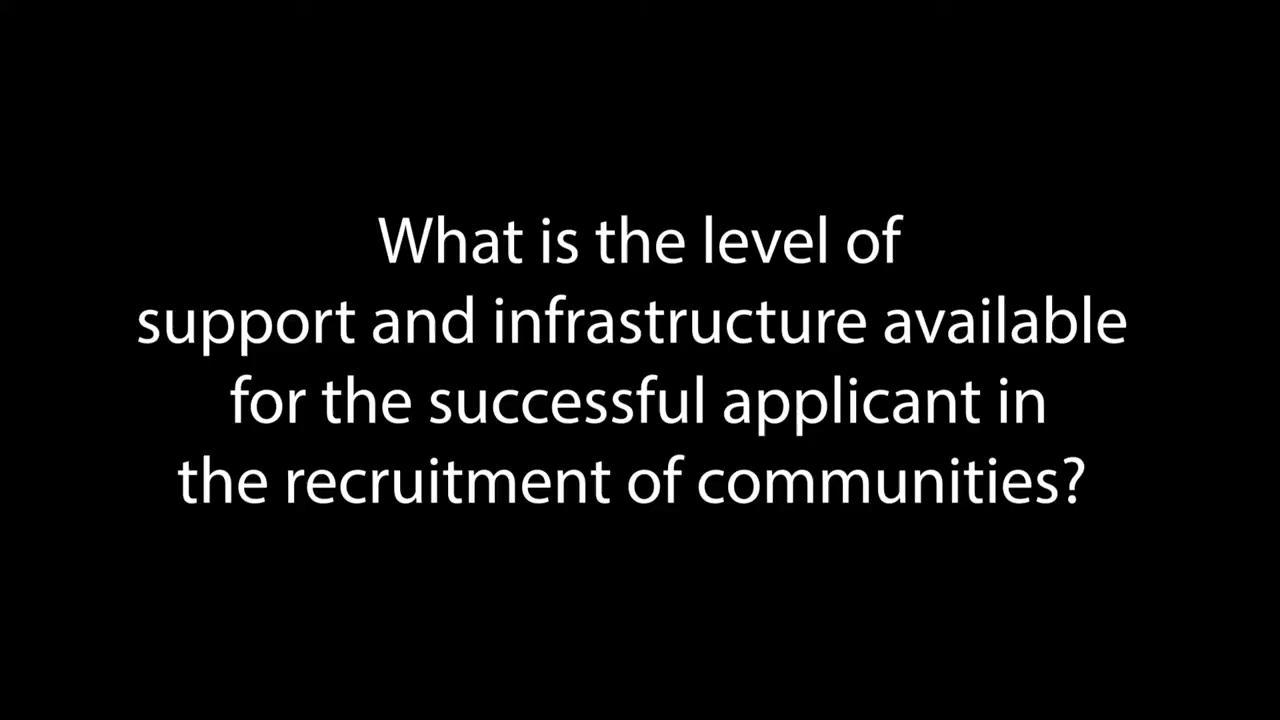 What is the level of
support and infrastructure available
for the successful applicant in
the recruitment of communities?